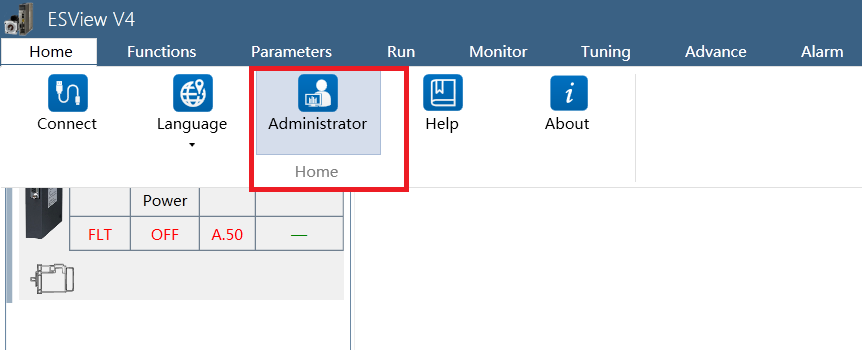 ESView V4
Home Functions Parameters Run Monitor Tuning Advance Alarm
Connect Language Administrator Help About
Home
Power
FLT OFF A.50 —